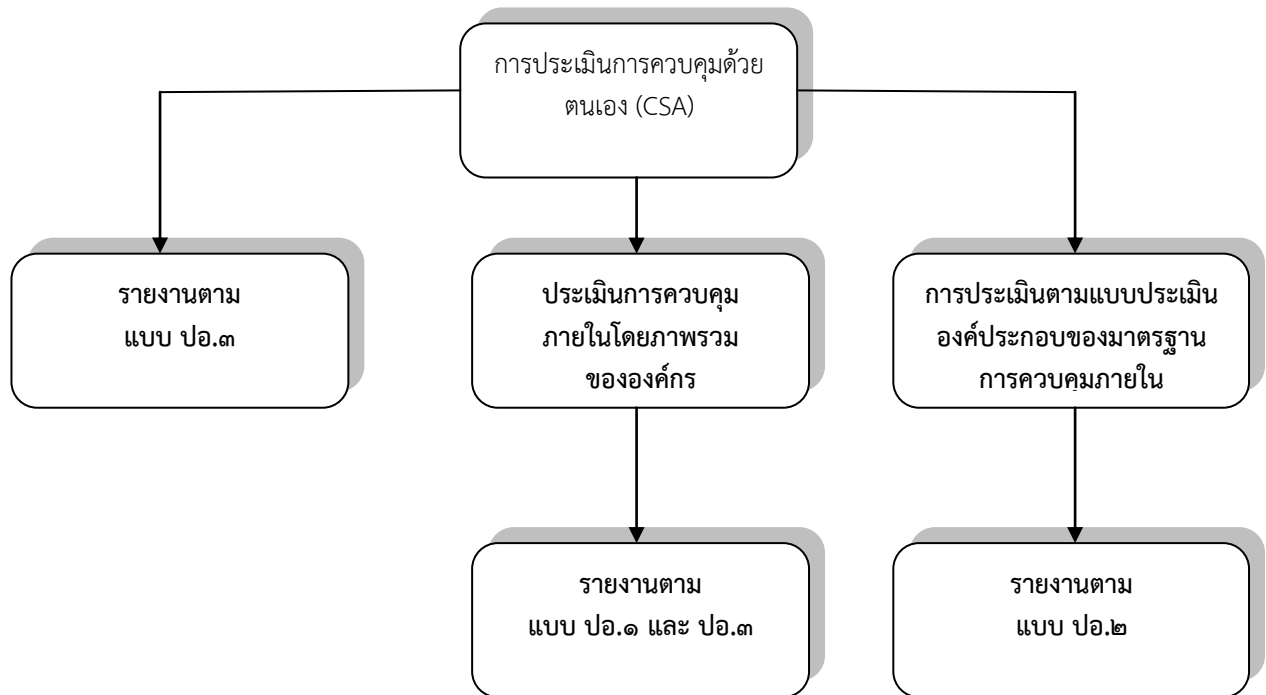 การประเมินการควบคุมด้วย
ตนเอง (CSA)
รายงานตาม
แบบ ปอ.๓
ประเมินการควบคุม
ภายในโดยภาพรวม
ขององค์กร
การประเมินตามแบบประเมิน
องค์ประกอบของมาตรฐาน
การควบคุมภายใน
รายงานตาม
แบบ ปอ.๑ และ ปอ.๓
รายงานตาม
แบบ ปอ.๒